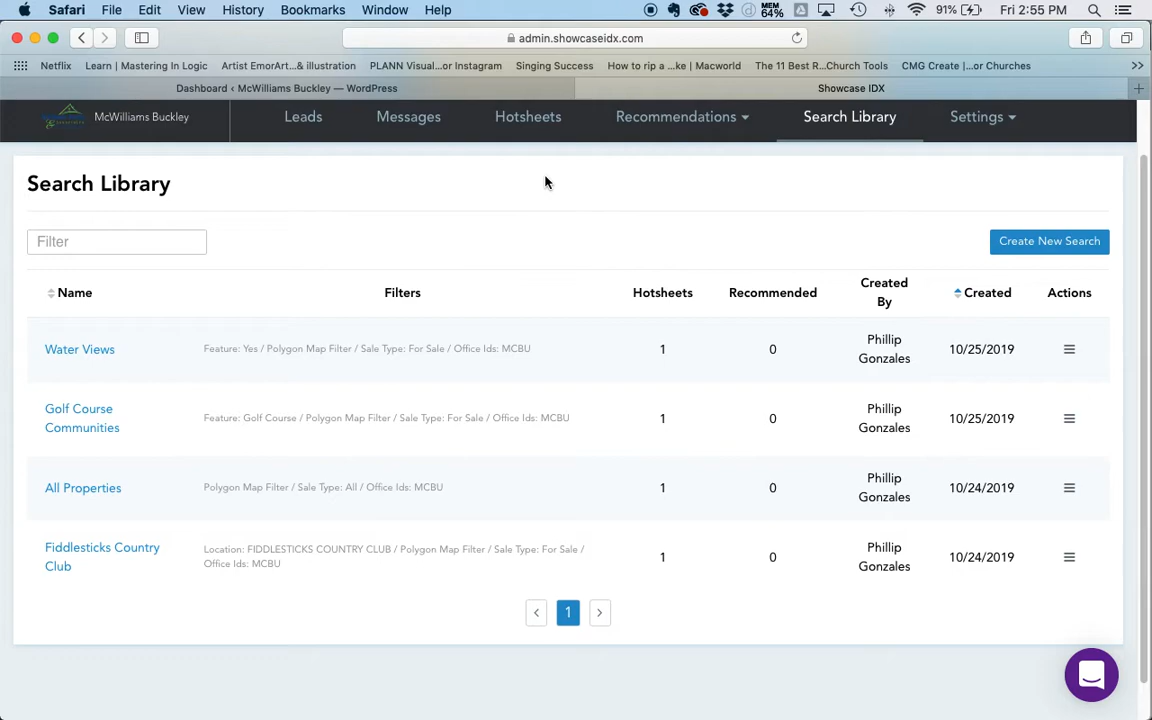 Safari File Edit View History Bookmarks Window Help MEM 64% 91% Fri 2:55 PM
admin.showcaseidx.com
Netflix Learn | Mastering In Logic Artist EmorArt...& illustration PLANN Visual...or Instagram Singing Success How to rip a ...ke | Macworld The 11 Best R...Church Tools CMG Create |...or Churches >>
Dashboard ‹ McWilliams Buckley — WordPress Showcase IDX +
McWilliams Buckley Leads Messages Hotsheets Recommendations Search Library Settings
Search Library
Filter Create New Search
Name Filters Hotsheets Recommended Created By Created Actions
Water Views Feature: Yes / Polygon Map Filter / Sale Type: For Sale / Office Ids: MCBU 1 0 Phillip Gonzales 10/25/2019
Golf Course Communities Feature: Golf Course / Polygon Map Filter / Sale Type: For Sale / Office Ids: MCBU 1 0 Phillip Gonzales 10/25/2019
All Properties Polygon Map Filter / Sale Type: All / Office Ids: MCBU 1 0 Phillip Gonzales 10/24/2019
Fiddlesticks Country Club Location: FIDDLESTICKS COUNTRY CLUB / Polygon Map Filter / Sale Type: For Sale / Office Ids: MCBU 1 0 Phillip Gonzales 10/24/2019
< 1 >